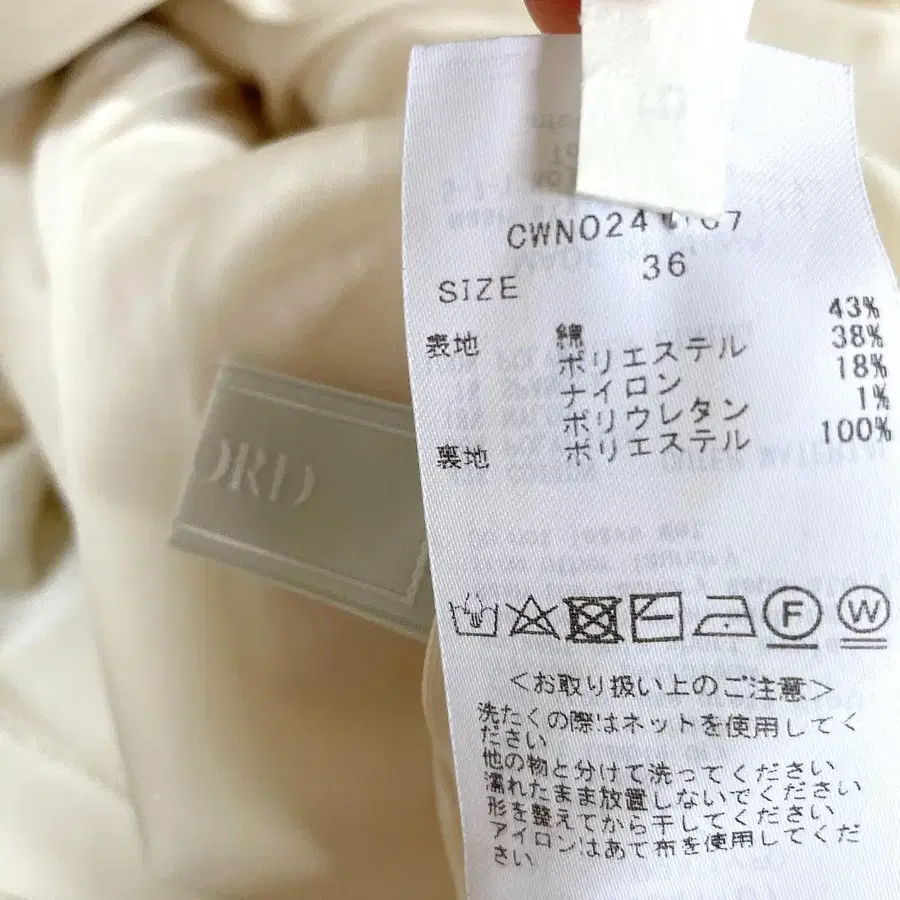 SIZE 36
表地 綿 43%
ポリエステル 38%
ナイロン 18%
ポリウレタン 1%
裏地 ポリエステル 100%
F W
<お取り扱い上のご注意>
洗たくの際はネットを使用してく
ださい
他の物と分けて洗ってください
濡れたまま放置しないでください
形を整えてから干してください
アイロンはあて布を使用してくだ
さい